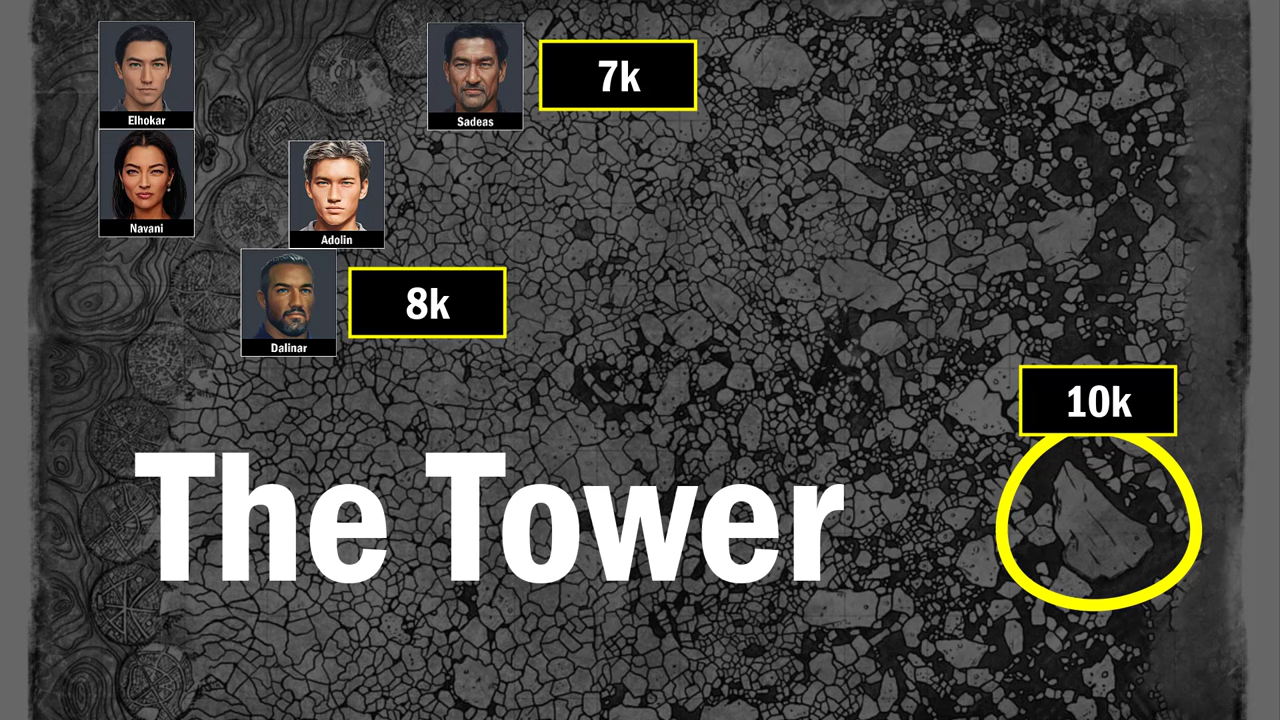 Elhokar
Sadeas
7k
Navani
Adolin
Dalinar
8k
10k
The Tower